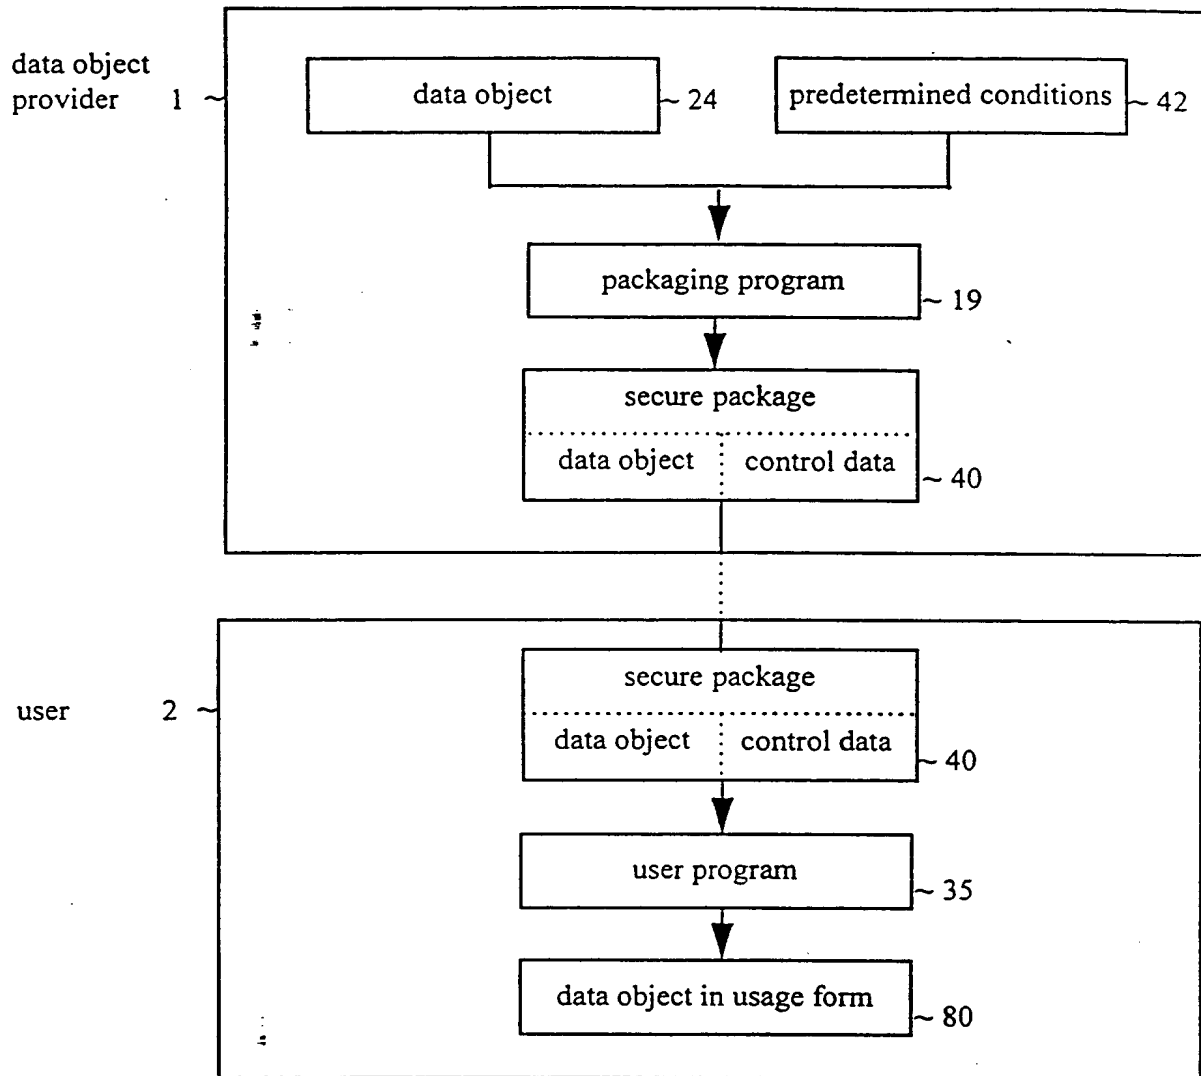 data object
provider 1 ~
data object ~ 24
predetermined conditions ~ 42
packaging program ~ 19
secure package
data object control data ~ 40
user 2 ~
secure package
data object control data ~ 40
user program ~ 35
data object in usage form ~ 80